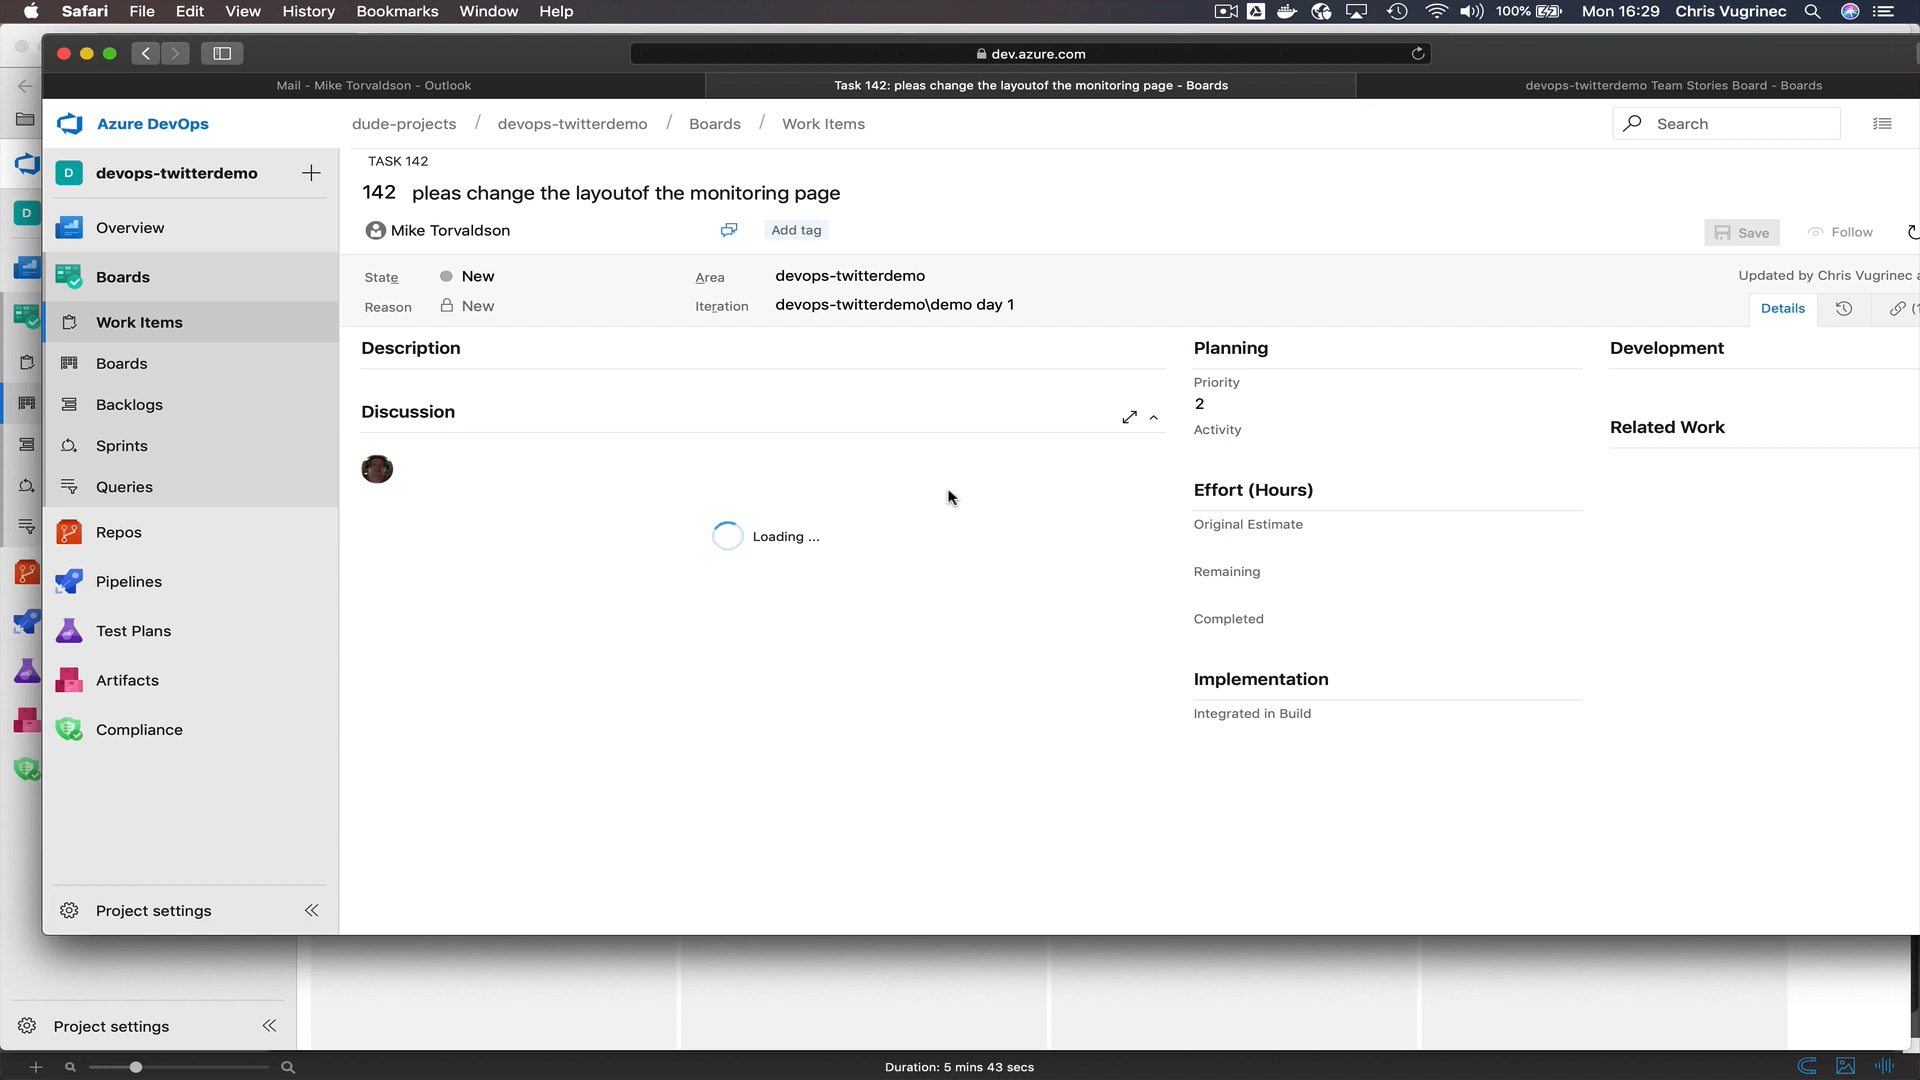 Safari File Edit View History Bookmarks Window Help 100% Mon 16:29 Chris Vugrinec
dev.azure.com
Mail - Mike Torvaldson - Outlook
Task 142: pleas change the layoutof the monitoring page - Boards
devops-twitterdemo Team Stories Board - Boards
Azure DevOps
dude-projects / devops-twitterdemo / Boards / Work Items
Search
D devops-twitterdemo
Overview
Boards
Work Items
Boards
Backlogs
Sprints
Queries
Repos
Pipelines
Test Plans
Artifacts
Compliance
Project settings
TASK 142
142 pleas change the layoutof the monitoring page
Mike Torvaldson
Add tag
Save
Follow
State New
Area devops-twitterdemo
Reason New
Iteration devops-twitterdemo\demo day 1
Updated by Chris Vugrinec a
Details
(1
Description
Discussion
Loading ...
Planning
Priority
2
Activity
Effort (Hours)
Original Estimate
Remaining
Completed
Implementation
Integrated in Build
Development
Related Work
D
Project settings
Duration: 5 mins 43 secs